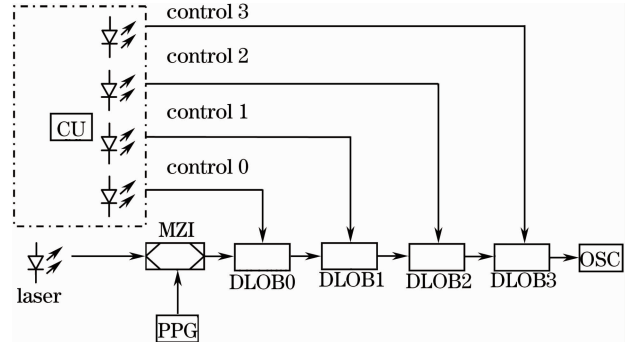 control 3
control 2
CU
control 1
control 0
MZI
laser
DLOB0
DLOB1
DLOB2
DLOB3
OSC
PPG